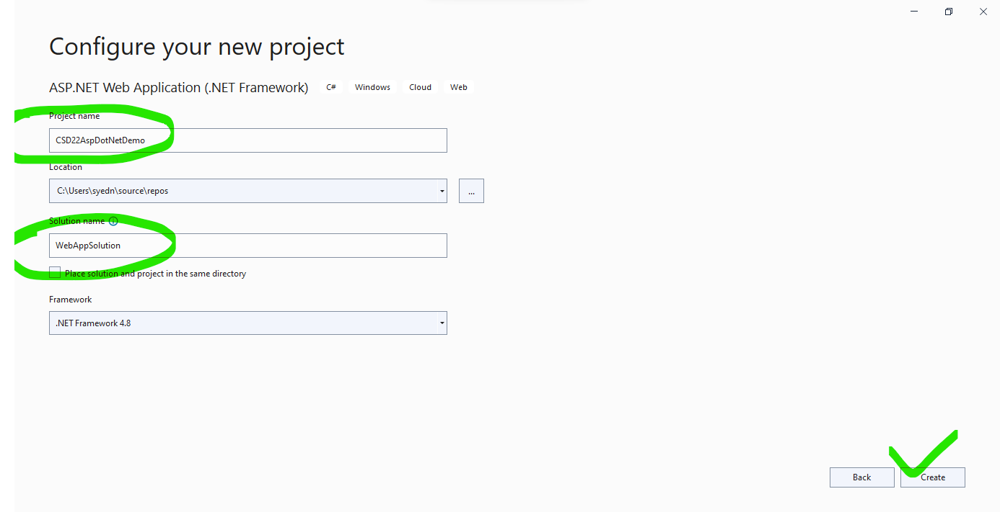 Configure your new project
ASP.NET Web Application (.NET Framework) C# Windows Cloud Web
Project name
CSD22AspDotNetDemo
Location
C:\Users\syedn\source\repos
...
Solution name
WebAppSolution
Place solution and project in the same directory
Framework
.NET Framework 4.8
Back Create